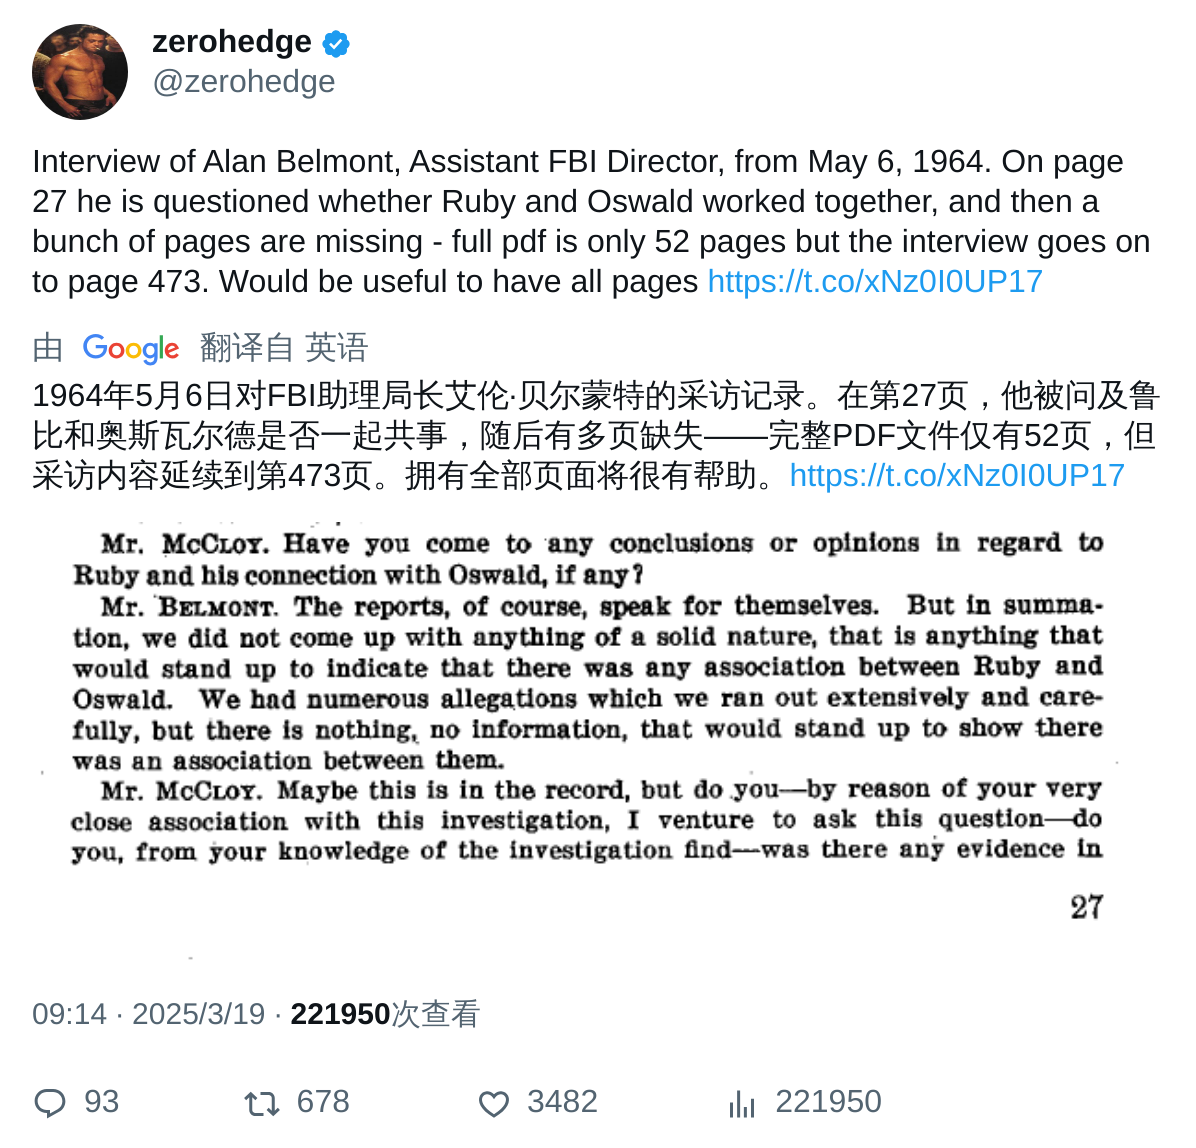 zerohedge
@zerohedge
Interview of Alan Belmont, Assistant FBI Director, from May 6, 1964. On page
27 he is questioned whether Ruby and Oswald worked together, and then a
bunch of pages are missing - full pdf is only 52 pages but the interview goes on
to page 473. Would be useful to have all pages https://t.co/xNz0I0UP17
由 Google 翻译自 英语
1964年5月6日对FBI助理局长艾伦·贝尔蒙特的采访记录。在第27页，他被问及鲁
比和奥斯瓦尔德是否一起共事，随后有多页缺失——完整PDF文件仅有52页，但
采访内容延续到第473页。拥有全部页面将很有帮助。https://t.co/xNz0I0UP17
Mr. McCLOY. Have you come to any conclusions or opinions in regard to
Ruby and his connection with Oswald, if any?
Mr. BELMONT. The reports, of course, speak for themselves. But in summa-
tion, we did not come up with anything of a solid nature, that is anything that
would stand up to indicate that there was any association between Ruby and
Oswald. We had numerous allegations which we ran out extensively and care-
fully, but there is nothing, no information, that would stand up to show there
was an association between them.
Mr. McCLOY. Maybe this is in the record, but do you—by reason of your very
close association with this investigation, I venture to ask this question—do
you, from your knowledge of the investigation find—was there any evidence in
27
09:14 · 2025/3/19 · 221950次查看
93 678 3482 221950